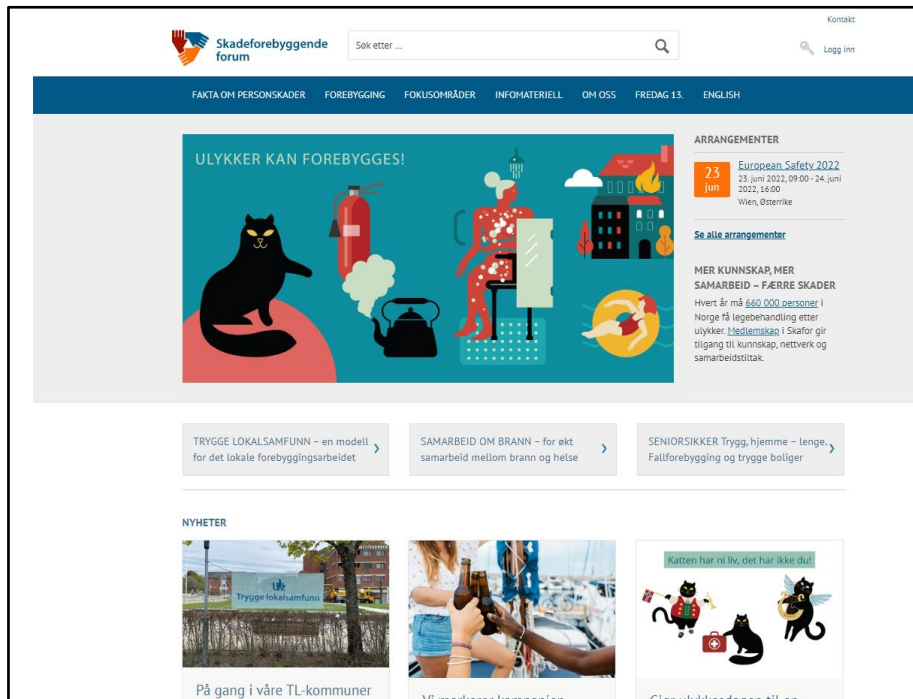 Kontakt
Skadeforebyggende
forum
Søk etter ...
Logg inn
FAKTA OM PERSONSKADER FOREBYGGING FOKUSOMRÅDER INFOMATERIELL OM OSS FREDAG 13. ENGLISH
ULYKKER KAN FOREBYGGES!
ARRANGEMENTER
23
jun
European Safety 2022
23. juni 2022, 09:00 - 24. juni
2022, 16:00
Wien, Østerrike
Se alle arrangementer
MER KUNNSKAP, MER
SAMARBEID – FÆRRE SKADER
Hvert år må 660 000 personer i
Norge få legebehandling etter
ulykker. Medlemskap i Skafor gir
tilgang til kunnskap, nettverk og
samarbeidstiltak.
TRYGGE LOKALSAMFUNN – en modell
for det lokale forebyggingsarbeidet
SAMARBEID OM BRANN – for økt
samarbeid mellom brann og helse
SENIORSIKKER Trygg, hjemme – lenge.
Fallforebygging og trygge boliger
NYHETER
Trygge lokalsamfunn
Katten har ni liv, det har ikke du!
På gang i våre TL-kommuner
Vi markerer kampanjen